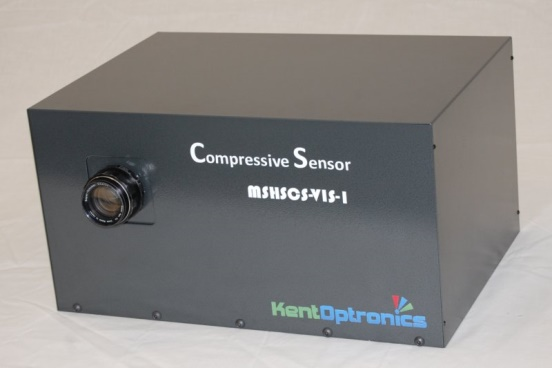 Compressive Sensor
MSHSCS-VIS-1
KentOptronics